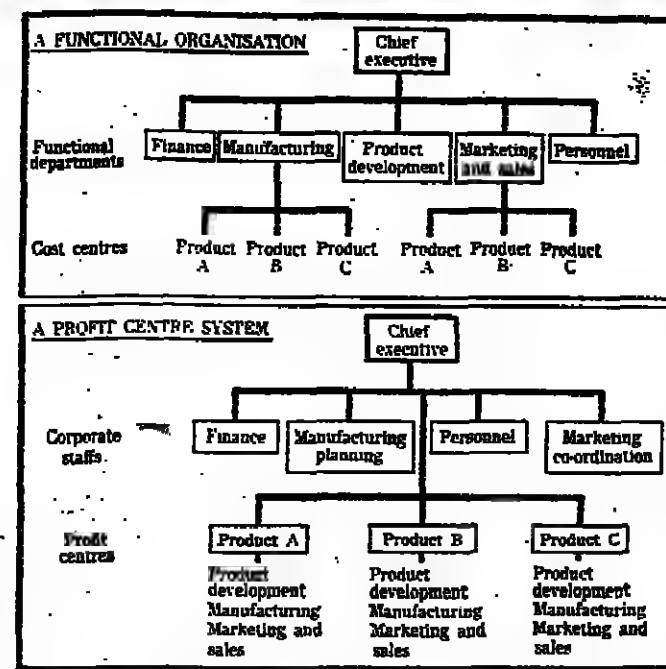 A FUNCTIONAL ORGANISATION
Chief
executive
Functional
departments
Finance
Manufacturing
Product
development
Marketing
and sales
Personnel
Cost centres
Product
A
Product
B
Product
C
Product
A
Product
B
Product
C
A PROFIT CENTRE SYSTEM
Chief
executive
Corporate
staffs
Finance
Manufacturing
planning
Personnel
Marketing
co-ordination
Profit
centres
Product A
Product B
Product C
Product
development
Manufacturing
Marketing and
sales
Product
development
Manufacturing
Marketing and
sales
Product
development
Manufacturing
Marketing and
sales